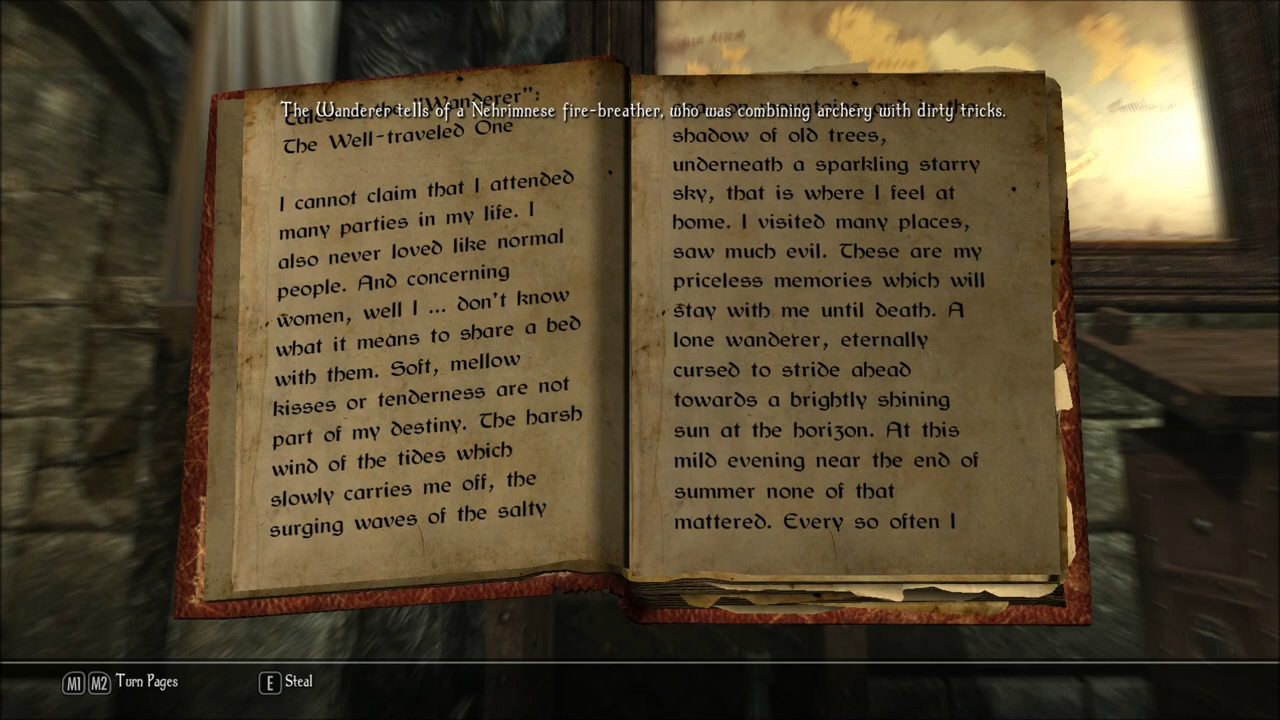 The Wanderer tells of a Nehrimnese fire-breather, who was combining archery with dirty tricks.
the "Wanderer":
The Well-traveled One
I cannot claim that I attended
many parties in my life. I
also never loved like normal
people. And concerning
women, well I ... don't know
what it means to share a bed
with them. Soft, mellow
kisses or tenderness are not
part of my destiny. The harsh
wind of the tides which
slowly carries me off, the
surging waves of the salty
shadow of old trees,
underneath a sparkling starry
sky, that is where I feel at
home. I visited many places,
saw much evil. These are my
priceless memories which will
stay with me until death. A
lone wanderer, eternally
cursed to stride ahead
towards a brightly shining
sun at the horizon. At this
mild evening near the end of
summer none of that
mattered. Every so often I
M1 M2 Turn Pages
E Steal